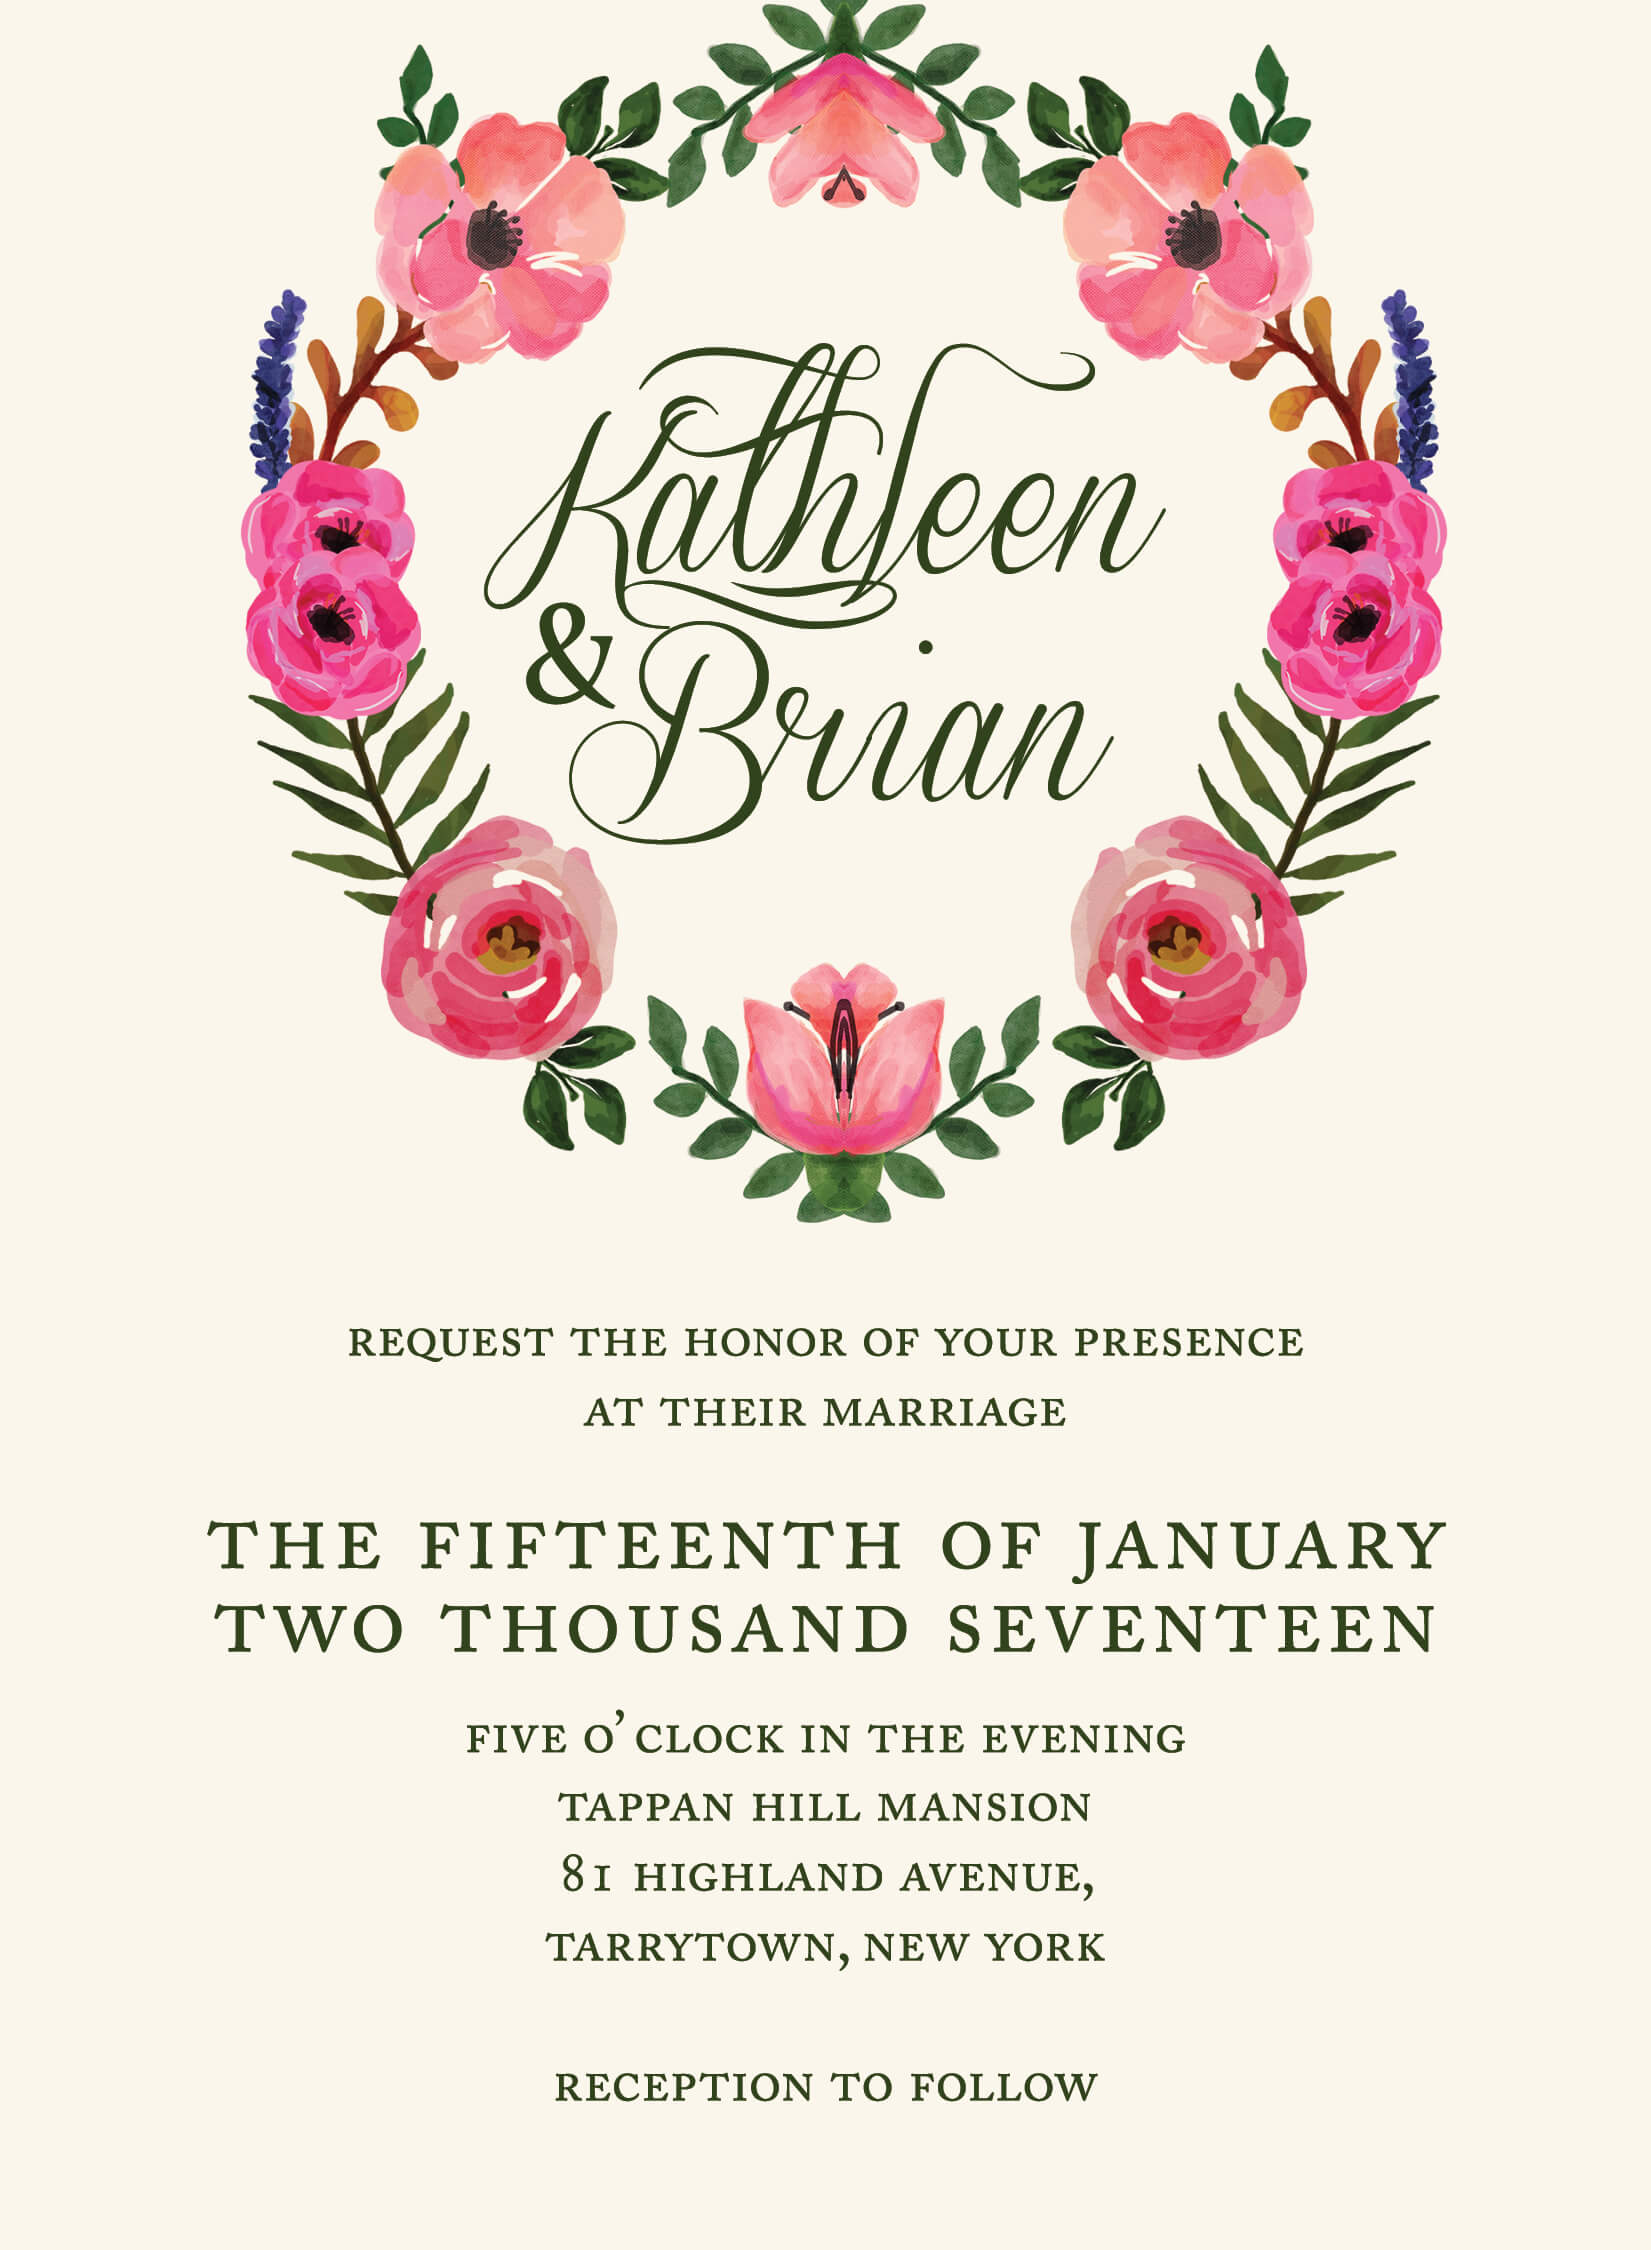 Kathleen
& Brian
REQUEST THE HONOR OF YOUR PRESENCE
AT THEIR MARRIAGE
THE FIFTEENTH OF JANUARY
TWO THOUSAND SEVENTEEN
FIVE O’ CLOCK IN THE EVENING
TAPPAN HILL MANSION
81 HIGHLAND AVENUE,
TARRYTOWN, NEW YORK
RECEPTION TO FOLLOW